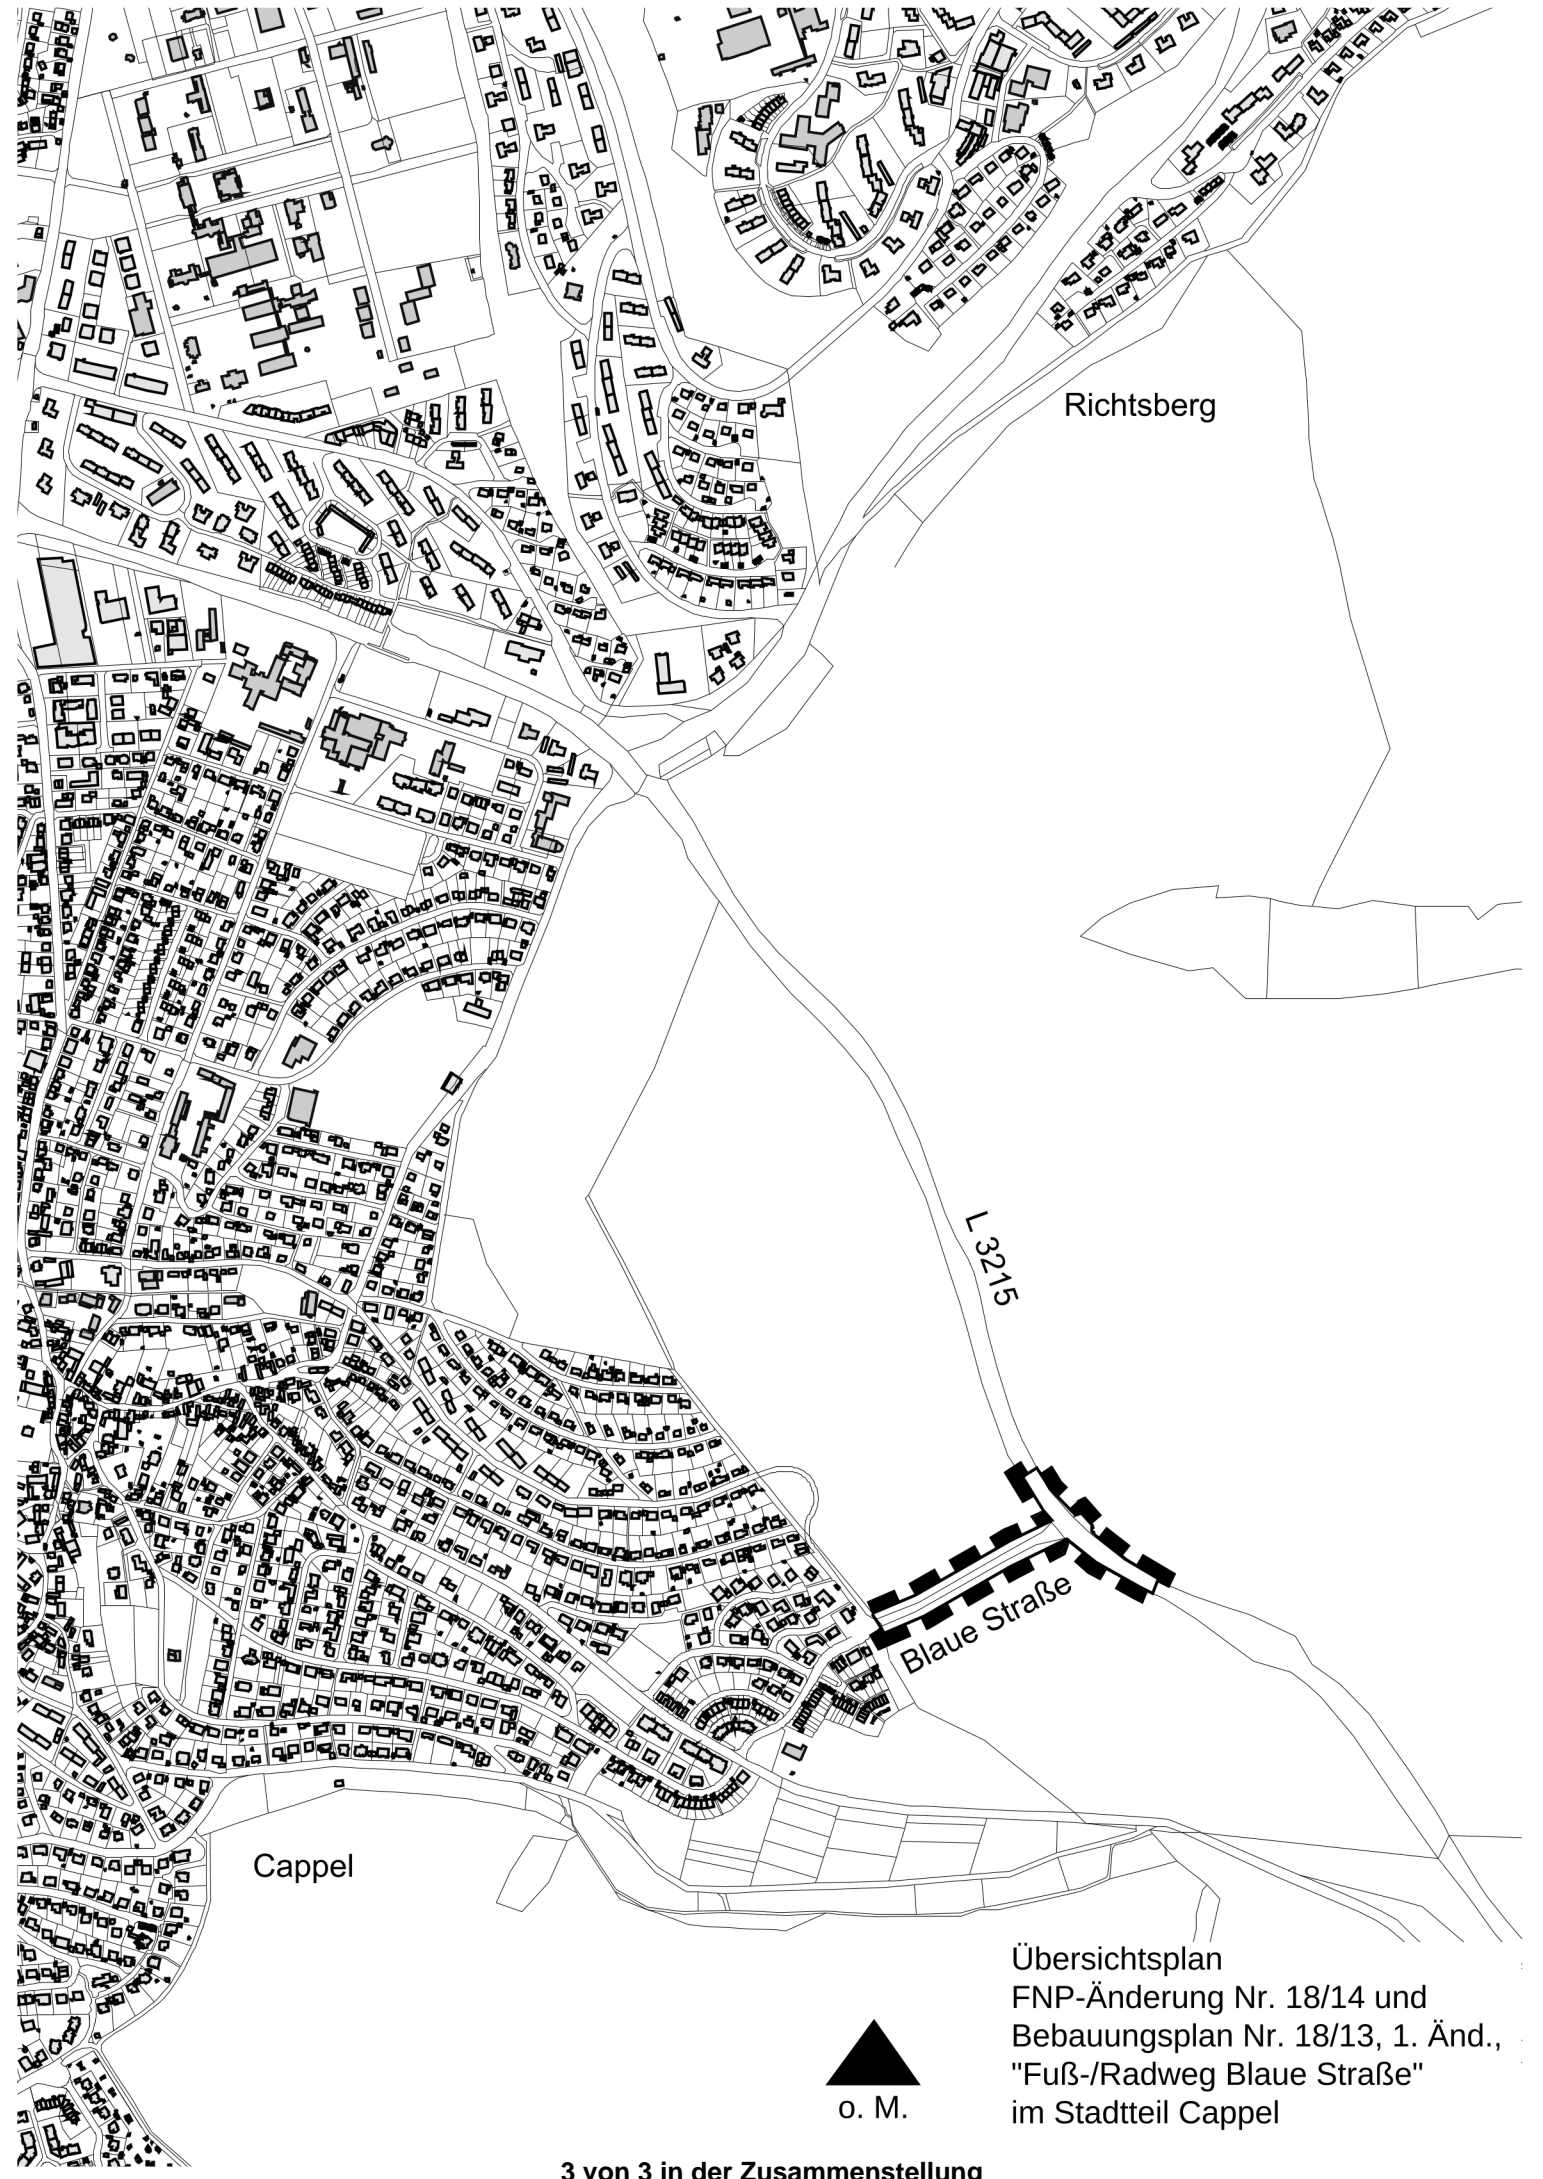 Richtsberg
L 3215
Blaue Straße
Cappel
Übersichtsplan
FNP-Änderung Nr. 18/14 und
Bebauungsplan Nr. 18/13, 1. Änd.,
"Fuß-/Radweg Blaue Straße"
im Stadtteil Cappel
o. M.
3 von 3 in der Zusammenstellung